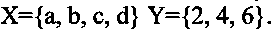 X={a, b, c, d} Y={2, 4, 6}.